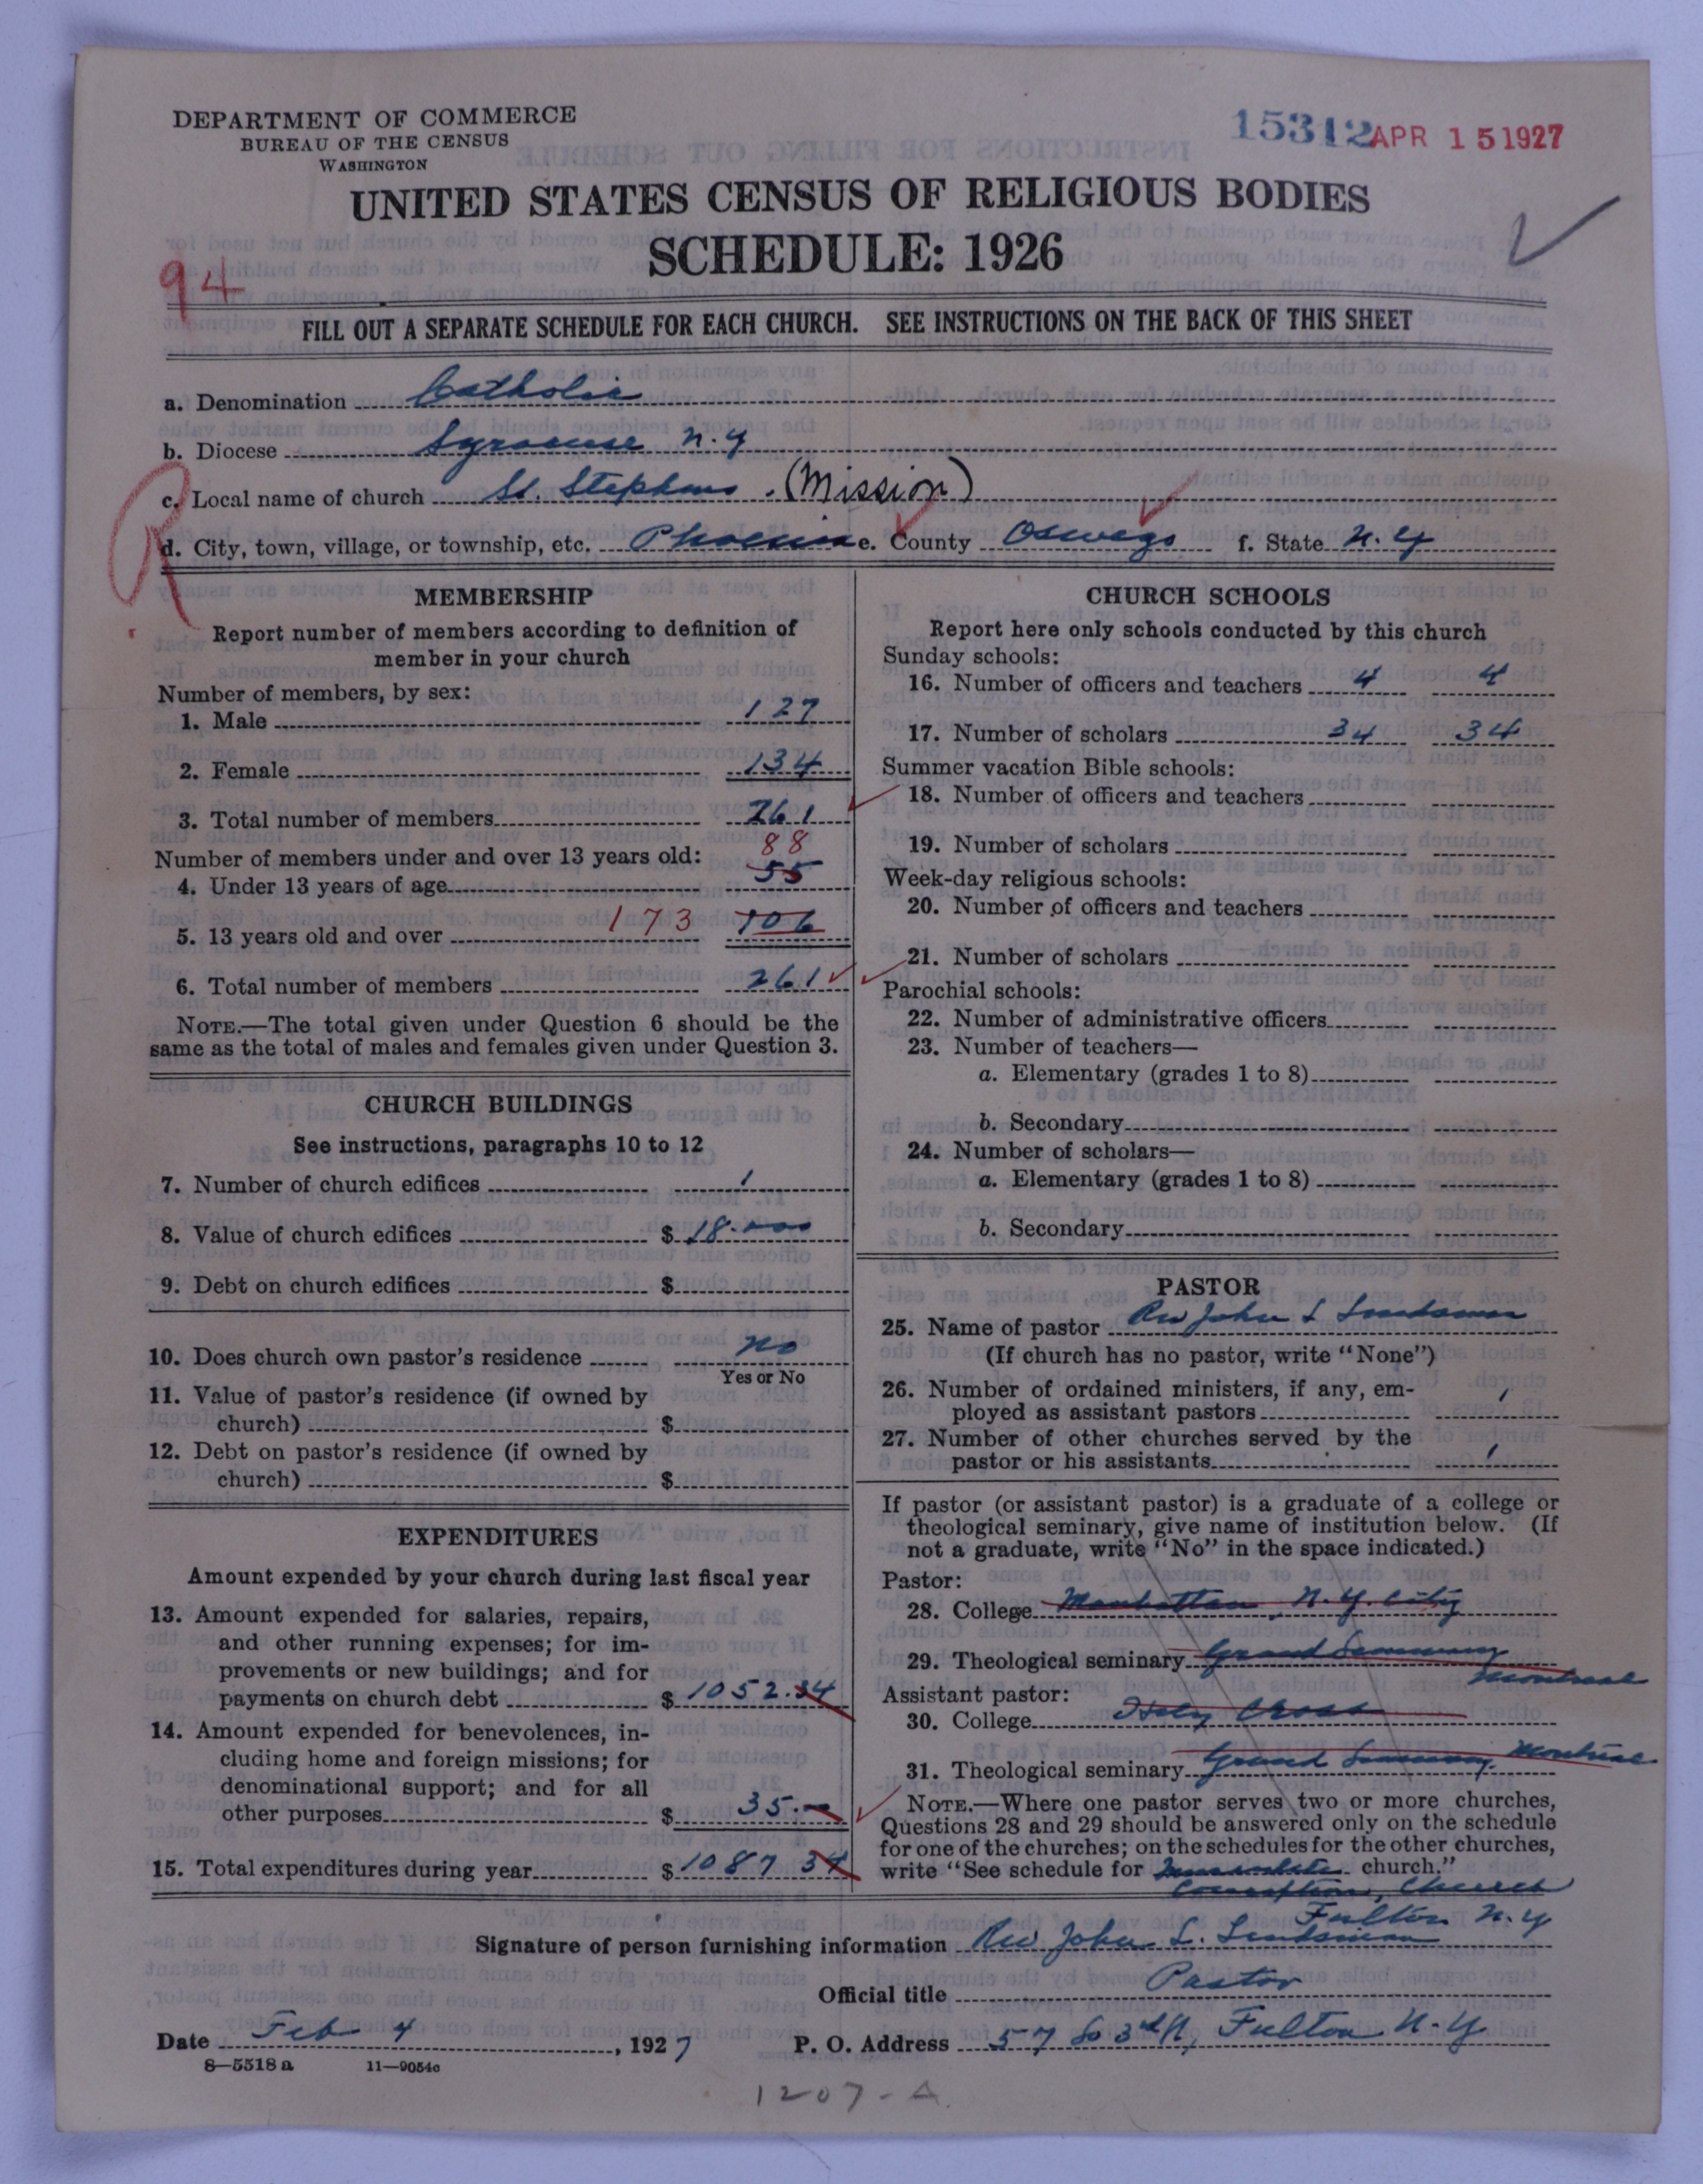 DEPARTMENT OF COMMERCE
BUREAU OF THE CENSUS
WASHINGTON
15312 APR 15 1927
UNITED STATES CENSUS OF RELIGIOUS BODIES
SCHEDULE: 1926
94
FILL OUT A SEPARATE SCHEDULE FOR EACH CHURCH. SEE INSTRUCTIONS ON THE BACK OF THIS SHEET
a. Denomination Catholic
b. Diocese Syracuse N.Y
c. Local name of church St. Stephens. (Mission)
R
d. City, town, village, or township, etc. Phoenix e. County Oswego f. State N.Y
MEMBERSHIP
Report number of members according to definition of
member in your church
Number of members, by sex:
1. Male 127
2. Female 134
3. Total number of members 261
88
Number of members under and over 13 years old:
4. Under 13 years of age 55
5. 13 years old and over 173 106
6. Total number of members 261
NOTE.—The total given under Question 6 should be the
same as the total of males and females given under Question 3.
CHURCH BUILDINGS
See instructions, paragraphs 10 to 12
7. Number of church edifices 1
8. Value of church edifices $ 18.000
9. Debt on church edifices $
10. Does church own pastor's residence No
Yes or No
11. Value of pastor's residence (if owned by
church) $
12. Debt on pastor's residence (if owned by
church) $
EXPENDITURES
Amount expended by your church during last fiscal year
13. Amount expended for salaries, repairs,
and other running expenses; for im-
provements or new buildings; and for
payments on church debt $ 1052.34
14. Amount expended for benevolences, in-
cluding home and foreign missions; for
denominational support; and for all
other purposes $ 35.—
15. Total expenditures during year $ 1087 34
CHURCH SCHOOLS
Report here only schools conducted by this church
Sunday schools:
16. Number of officers and teachers 4 4
17. Number of scholars 34 34
Summer vacation Bible schools:
18. Number of officers and teachers
19. Number of scholars
Week-day religious schools:
20. Number of officers and teachers
21. Number of scholars
Parochial schools:
22. Number of administrative officers
23. Number of teachers—
a. Elementary (grades 1 to 8)
b. Secondary
24. Number of scholars—
a. Elementary (grades 1 to 8)
b. Secondary
PASTOR
25. Name of pastor Rev John L Lindsman
(If church has no pastor, write "None")
26. Number of ordained ministers, if any, em-
ployed as assistant pastors 1
27. Number of other churches served by the
pastor or his assistants 1
If pastor (or assistant pastor) is a graduate of a college or
theological seminary, give name of institution below. (If
not a graduate, write "No" in the space indicated.)
Pastor:
28. College Manhattan, N.Y. City
29. Theological seminary Grand Seminary
Montreal
Assistant pastor:
30. College Holy Cross
31. Theological seminary Grand Seminary Montreal
NOTE.—Where one pastor serves two or more churches,
Questions 28 and 29 should be answered only on the schedule
for one of the churches; on the schedules for the other churches,
write "See schedule for Immaculate church."
Conception, Church
Fulton N.Y
Signature of person furnishing information Rev John L. Lindsman
Official title Pastor
Date Feb 4, 1927 P. O. Address 57 So 3rd St, Fulton N.Y.
8—5518 a 11—9054c
1207-A